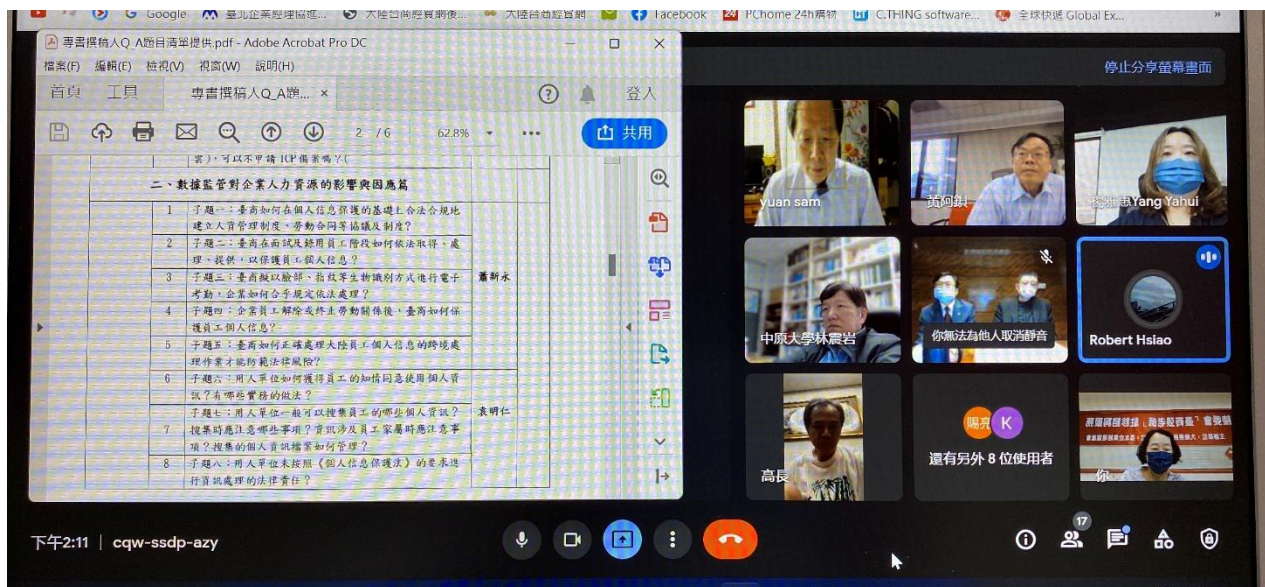 Google 臺北企業經理協進... 大陸台商經貿網後... 大陸台商經貿網 Facebook PChome 24h購物 C.THING software... 全球快遞 Global Ex... »
專書撰稿人Q_A題目清單提供.pdf - Adobe Acrobat Pro DC
檔案(F) 編輯(E) 檢視(V) 視窗(W) 說明(H)
首頁 工具 專書撰稿人Q_A題... × 登入
2 / 6 62.8% 共用
雲)，可以不申請 ICP備案嗎？(
二、數據監管對企業人力資源的影響與因應篇
1 子題一：臺商如何在個人信息保護的基礎上合法合規地
建立人資管理制度，勞動合同等協議及制度？
2 子題二：臺商在面試及錄用員工階段如何依法取得、處
理、提供，以保護員工個人信息？
3 子題三：臺商擬以臉部、指紋等生物識別方式進行電子
考勤，企業如何合乎規定依法處理？
蕭新永
4 子題四：企業員工解除或終止勞動關係後，臺商如何保
護員工個人信息？
5 子題五：臺商如何正確處理大陸員工個人信息的跨境處
理作業才能防範法律風險？
6 子題六：用人單位如何獲得員工的知情同意使用個人資
訊？有哪些實務的做法？
7 子題七：用人單位一般可以搜集員工的哪些個人資訊？
搜集時應注意哪些事項？資訊涉及員工家屬時應注意事
項？搜集的個人資訊檔案如何管理？
袁明仁
8 子題八：用人單位未按照《個人信息保護法》的要求進
行資訊處理的法律責任？
停止分享螢幕畫面
yuan sam
黃阿
Yang Yahui
中原大學林震岩
你無法為他人取消靜音
Robert Hsiao
高長
賜亮 K
還有另外 8 位使用者
你
下午2:11 | cqw-ssdp-azy
17